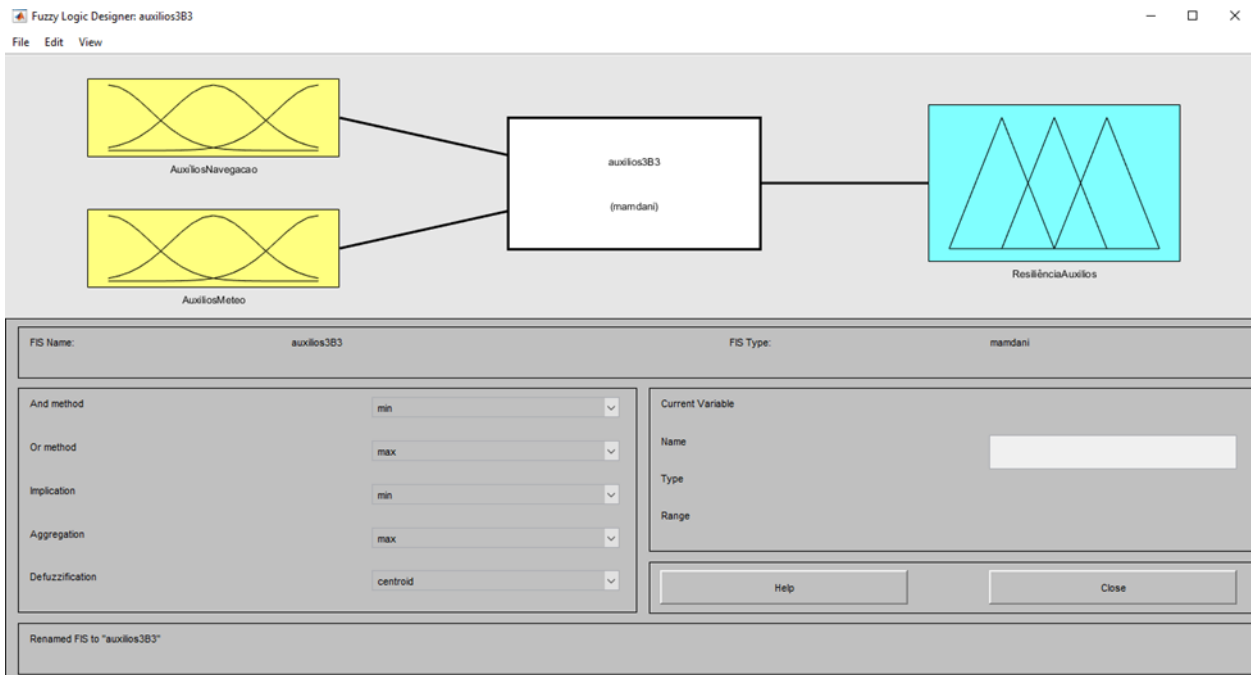 Fuzzy Logic Designer: auxilios3B3
File Edit View
AuxíliosNavegacao
AuxíliosMeteo
auxilios3B3
(mamdani)
ResiliênciaAuxilios
FIS Name: auxilios3B3 FIS Type: mamdani
And method min
Or method max
Implication min
Aggregation max
Defuzzification centroid
Current Variable
Name
Type
Range
Help Close
Renamed FIS to "auxilios3B3"